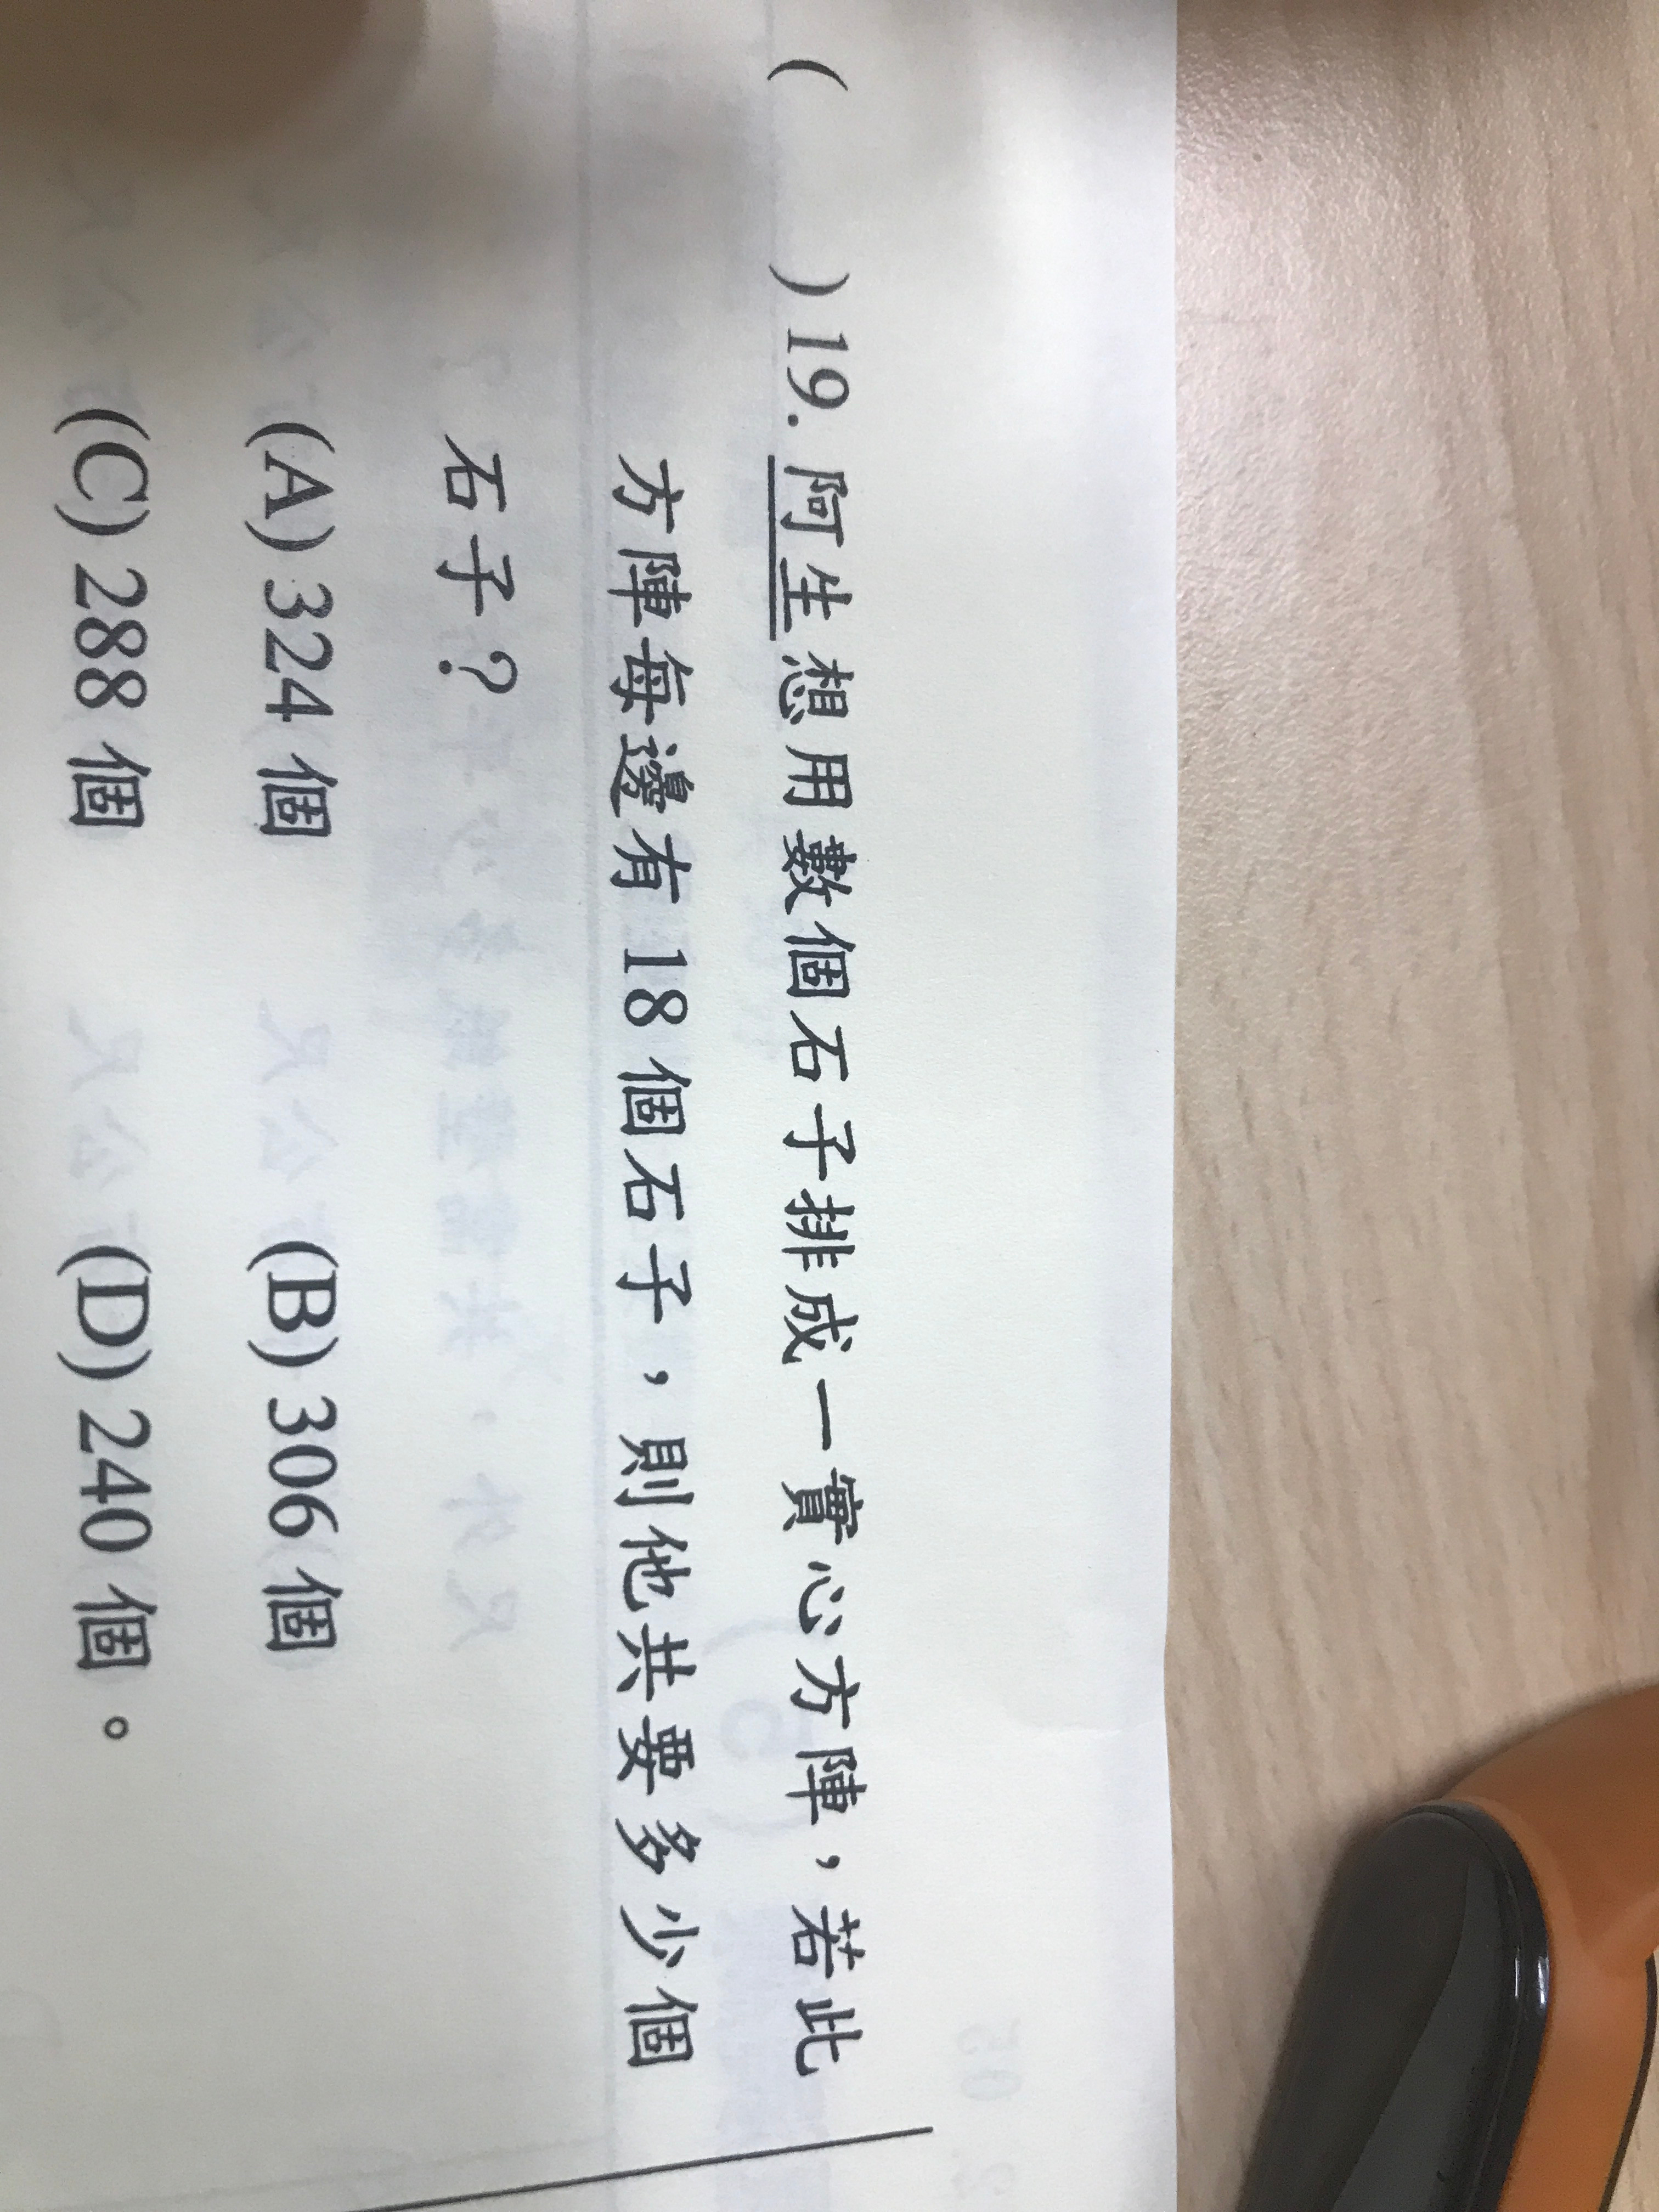 ( ) 19. 阿生想用數個石子排成一實心方陣，若此
方陣每邊有 18 個石子，則他共要多少個
石子？
(A) 324 個 (B) 306 個
(C) 288 個 (D) 240 個。